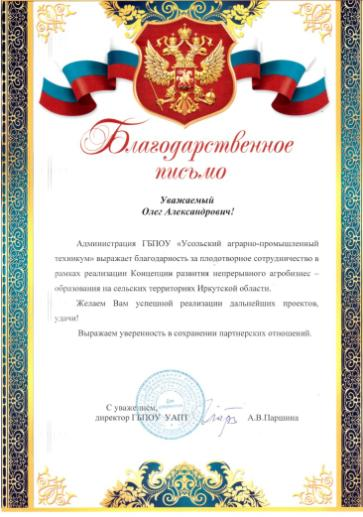 Благодарственное
письмо
Уважаемый
Олег Александрович!
Администрация ГБПОУ «Усольский аграрно-промышленный
техникум» выражает благодарность за плодотворное сотрудничество в
рамках реализации Концепции развития непрерывного агробизнес –
образования на сельских территориях Иркутской области.
Желаем Вам успешной реализации дальнейших проектов,
удачи!
Выражаем уверенность в сохранении партнерских отношений.
С уважением,
директор ГБПОУ УАПТ А.В.Паршина